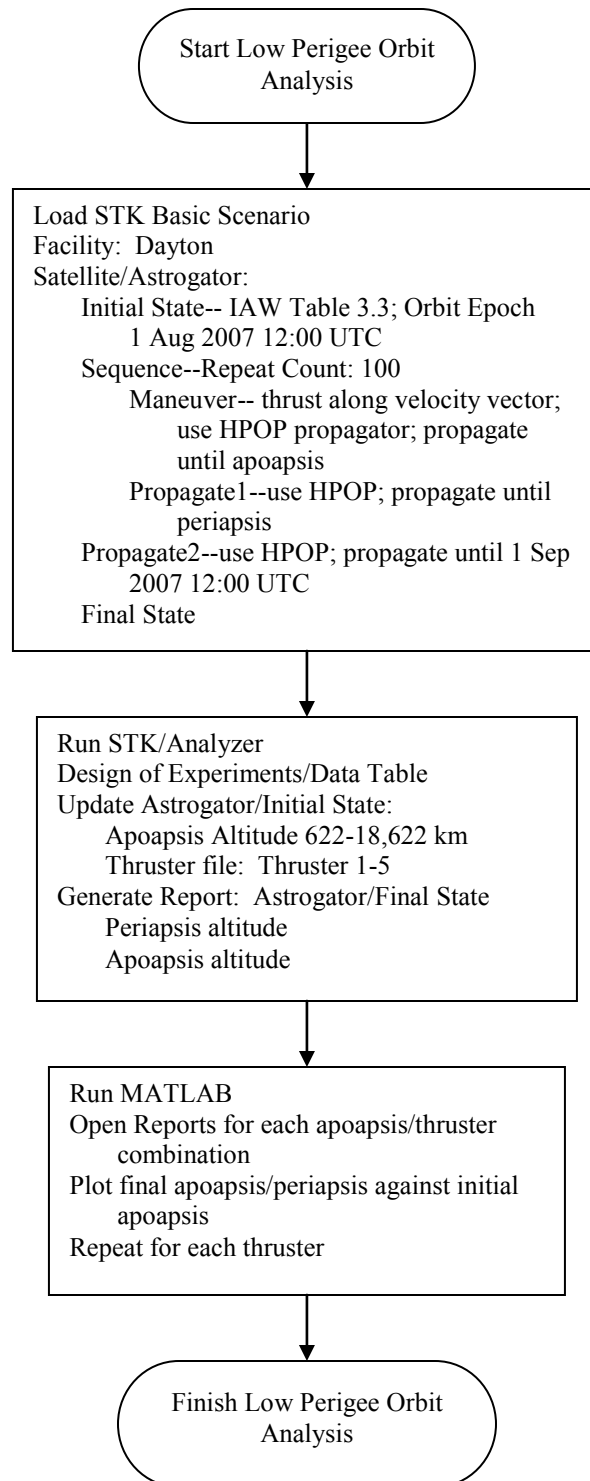 Start Low Perigee Orbit
Analysis
Load STK Basic Scenario
Facility:  Dayton
Satellite/Astrogator:
Initial State-- IAW Table 3.3; Orbit Epoch
1 Aug 2007 12:00 UTC
Sequence--Repeat Count: 100
Maneuver-- thrust along velocity vector;
use HPOP propagator; propagate
until apoapsis
Propagate1--use HPOP; propagate until
periapsis
Propagate2--use HPOP; propagate until 1 Sep
2007 12:00 UTC
Final State
Run STK/Analyzer
Design of Experiments/Data Table
Update Astrogator/Initial State:
Apoapsis Altitude 622-18,622 km
Thruster file:  Thruster 1-5
Generate Report:  Astrogator/Final State
Periapsis altitude
Apoapsis altitude
Run MATLAB
Open Reports for each apoapsis/thruster
combination
Plot final apoapsis/periapsis against initial
apoapsis
Repeat for each thruster
Finish Low Perigee Orbit
Analysis